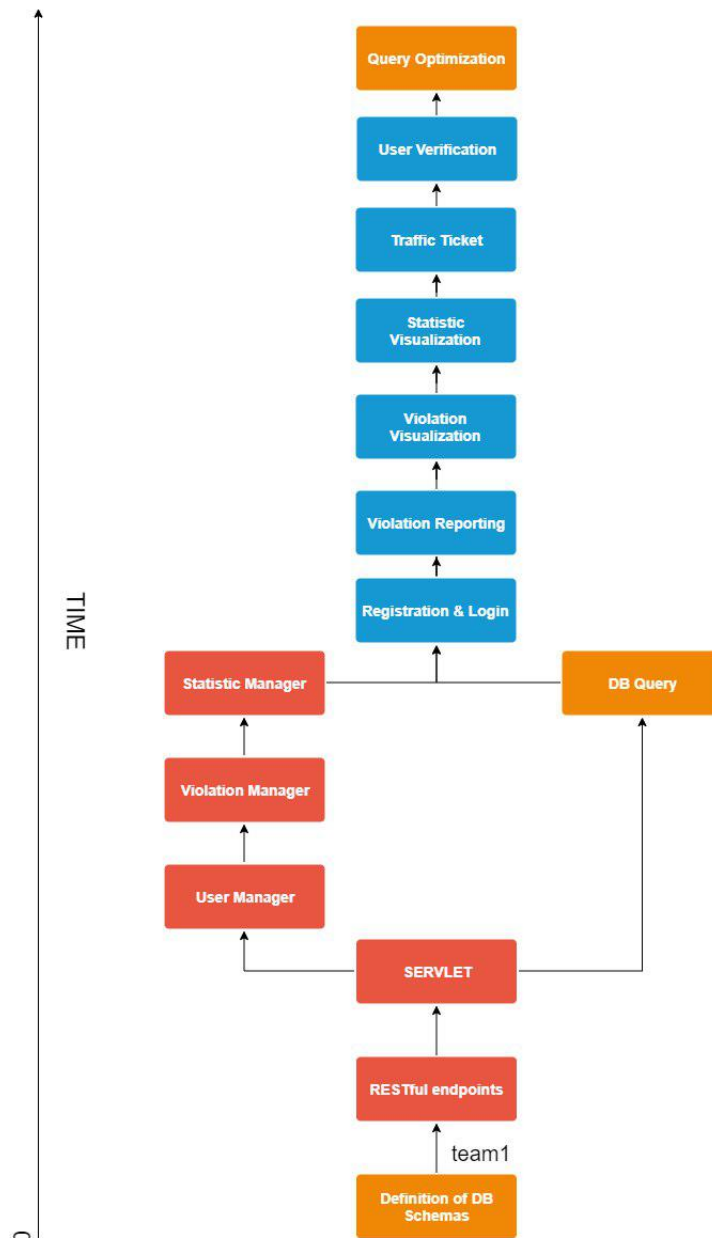 Query Optimization
User Verification
Traffic Ticket
Statistic
Visualization
Violation
Visualization
Violation Reporting
Registration & Login
TIME
Statistic Manager
DB Query
Violation Manager
User Manager
SERVLET
RESTful endpoints
team1
Definition of DB
Schemas
0